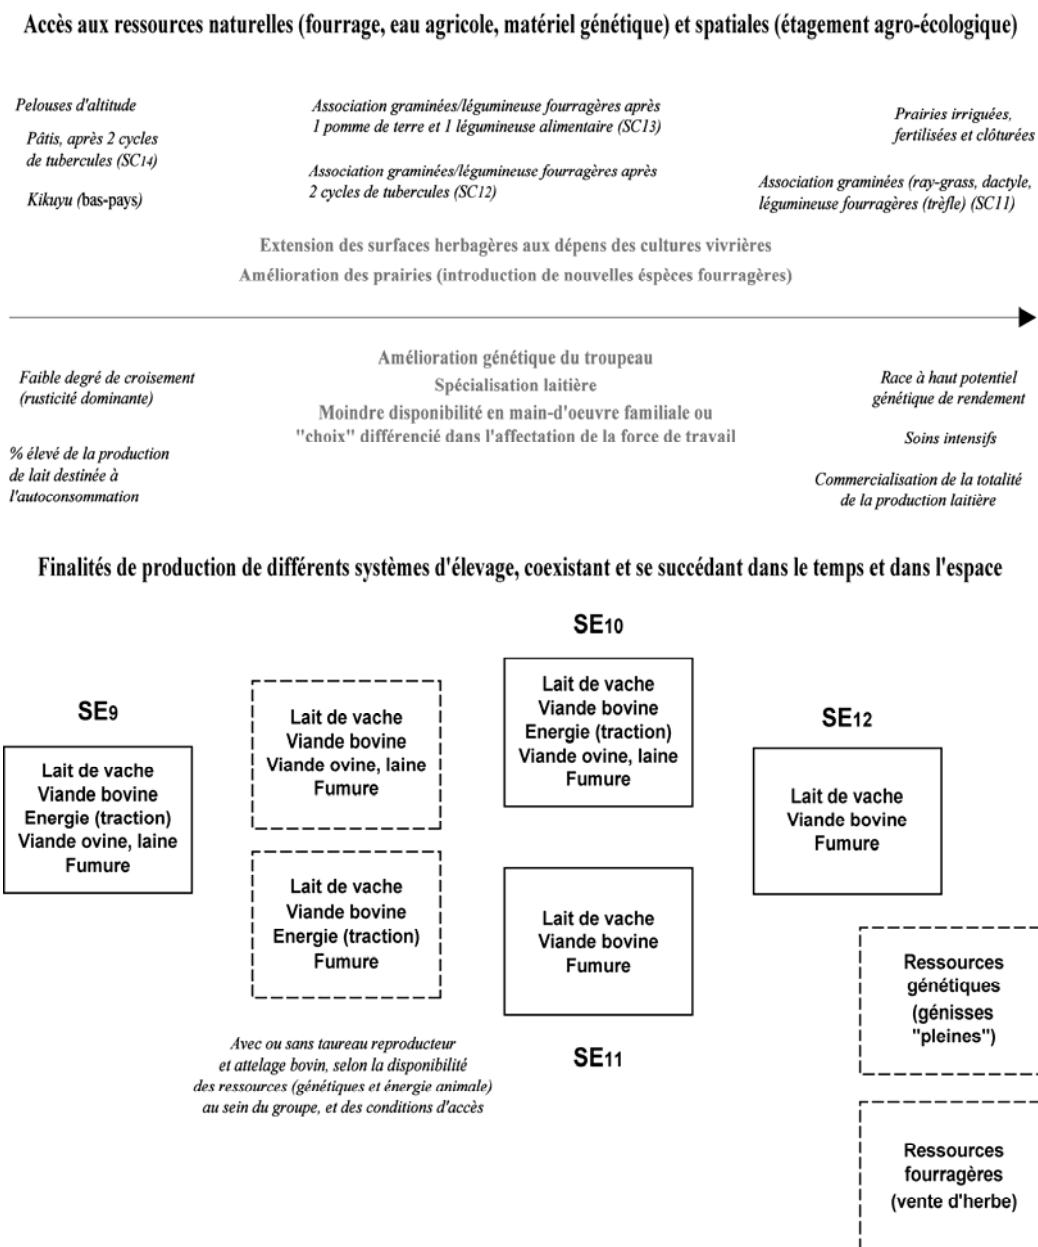 Accès aux ressources naturelles (fourrage, eau agricole, matériel génétique) et spatiales (étagement agro-écologique)
Pelouses d'altitude
Pâtis, après 2 cycles
de tubercules (SC14)
Kikuyu (bas-pays)
Association graminées/légumineuse fourragères après
1 pomme de terre et 1 légumineuse alimentaire (SC13)
Association graminées/légumineuse fourragères après
2 cycles de tubercules (SC12)
Prairies irriguées,
fertilisées et clôturées
Association graminées (ray-grass, dactyle,
légumineuse fourragères (trèfle) (SC11)
Extension des surfaces herbagères aux dépens des cultures vivrières
Amélioration des prairies (introduction de nouvelles éspèces fourragères)
Faible degré de croisement
(rusticité dominante)
% élevé de la production
de lait destinée à
l'autoconsommation
Amélioration génétique du troupeau
Spécialisation laitière
Moindre disponibilité en main-d'oeuvre familiale ou
"choix" différencié dans l'affectation de la force de travail
Race à haut potentiel
génétique de rendement
Soins intensifs
Commercialisation de la totalité
de la production laitière
Finalités de production de différents systèmes d'élevage, coexistant et se succédant dans le temps et dans l'espace
SE9
Lait de vache
Viande bovine
Energie (traction)
Viande ovine, laine
Fumure
Lait de vache
Viande bovine
Viande ovine, laine
Fumure
Lait de vache
Viande bovine
Energie (traction)
Fumure
Avec ou sans taureau reproducteur
et attelage bovin, selon la disponibilité
des ressources (génétiques et énergie animale)
au sein du groupe, et des conditions d'accès
SE10
Lait de vache
Viande bovine
Energie (traction)
Viande ovine, laine
Fumure
Lait de vache
Viande bovine
Fumure
SE11
SE12
Lait de vache
Viande bovine
Fumure
Ressources
génétiques
(génisses
"pleines")
Ressources
fourragères
(vente d'herbe)